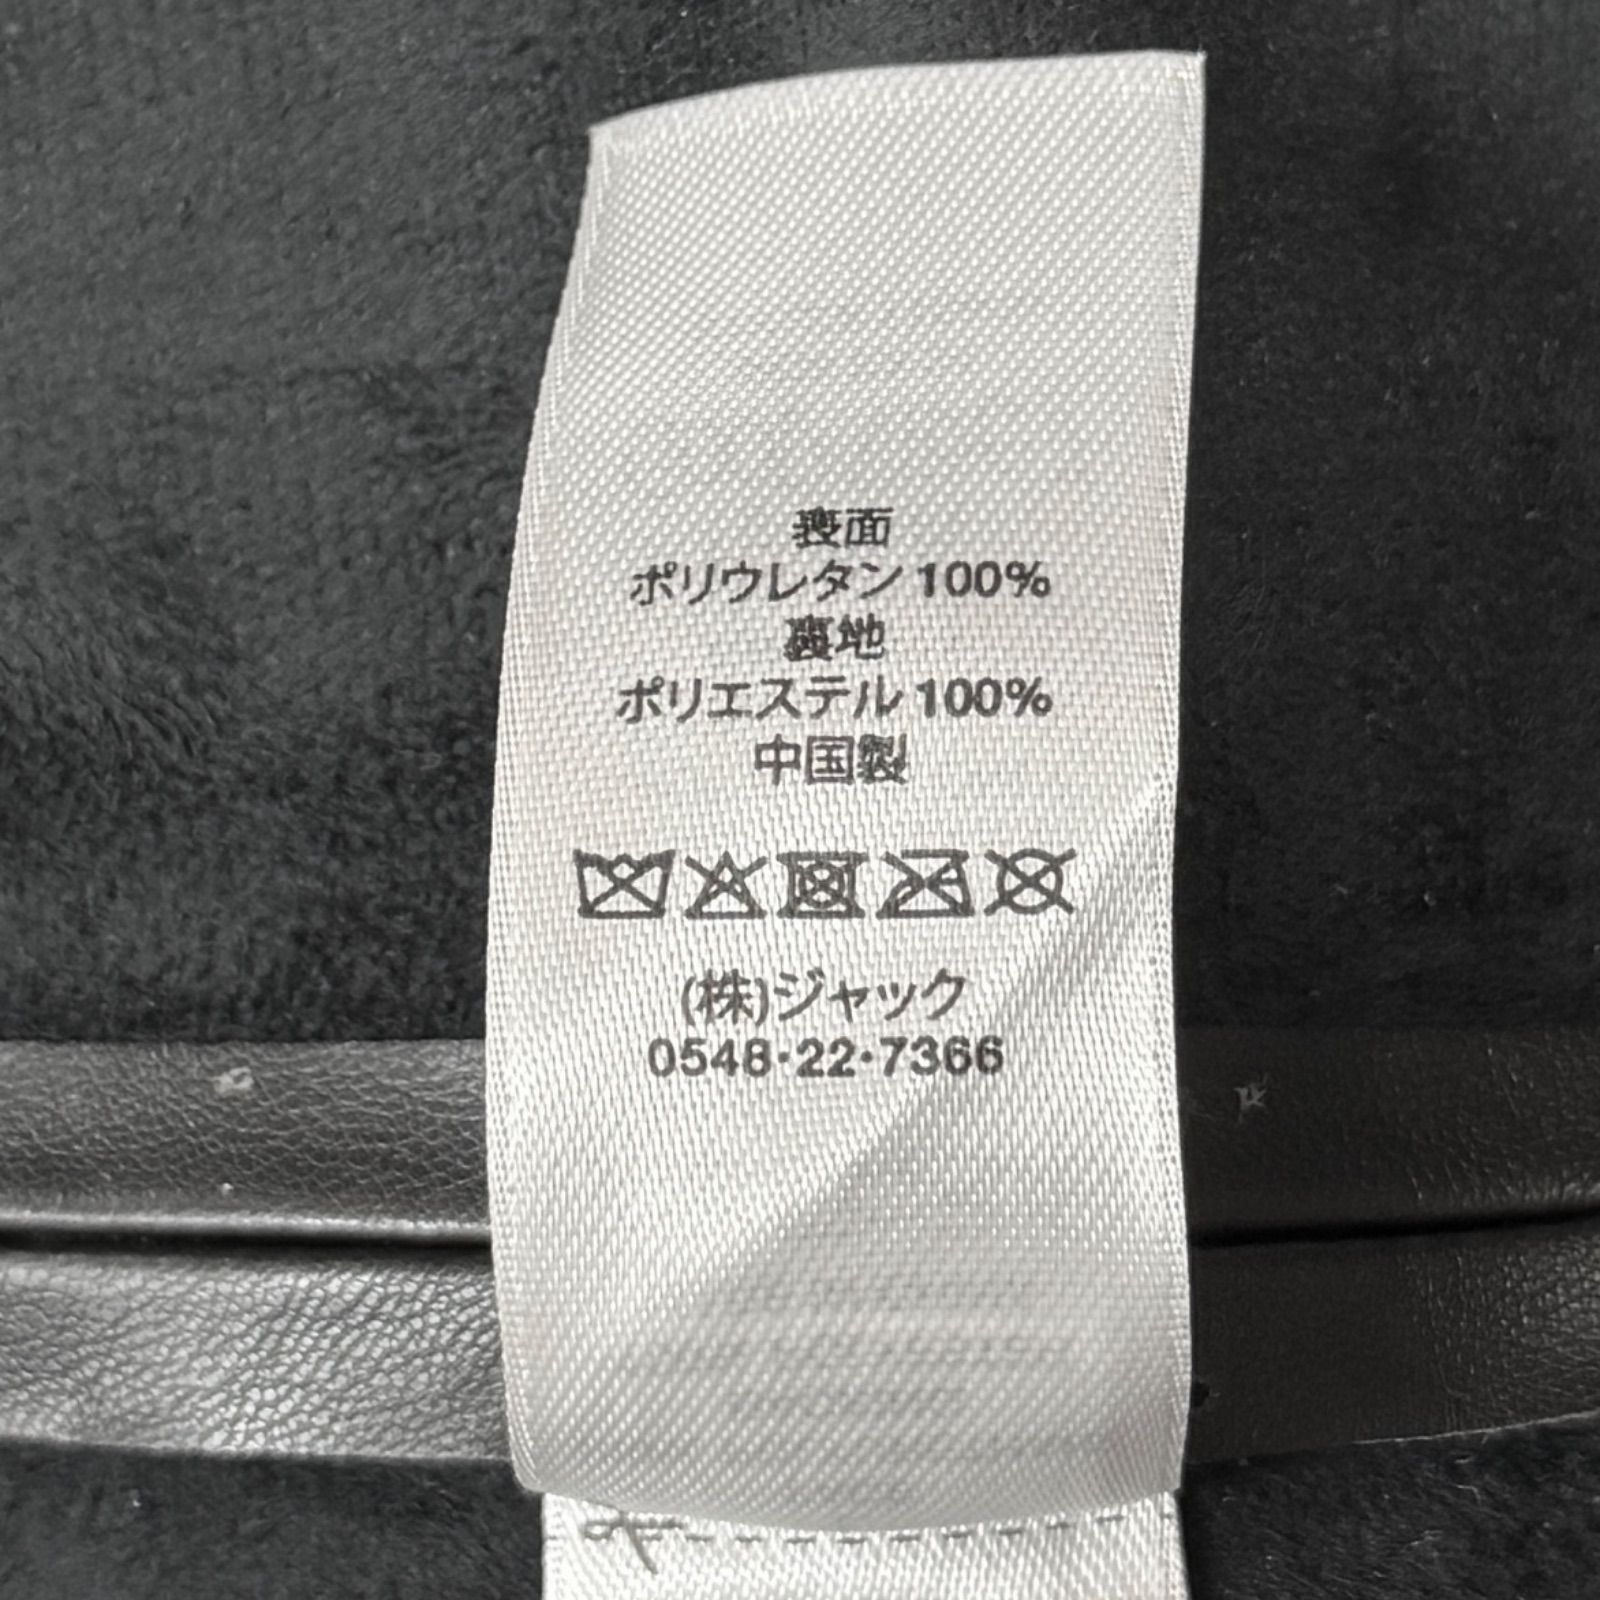 表面
ポリウレタン 100%
裏地
ポリエステル 100%
中国製
(株)ジャック
0548・22・7366